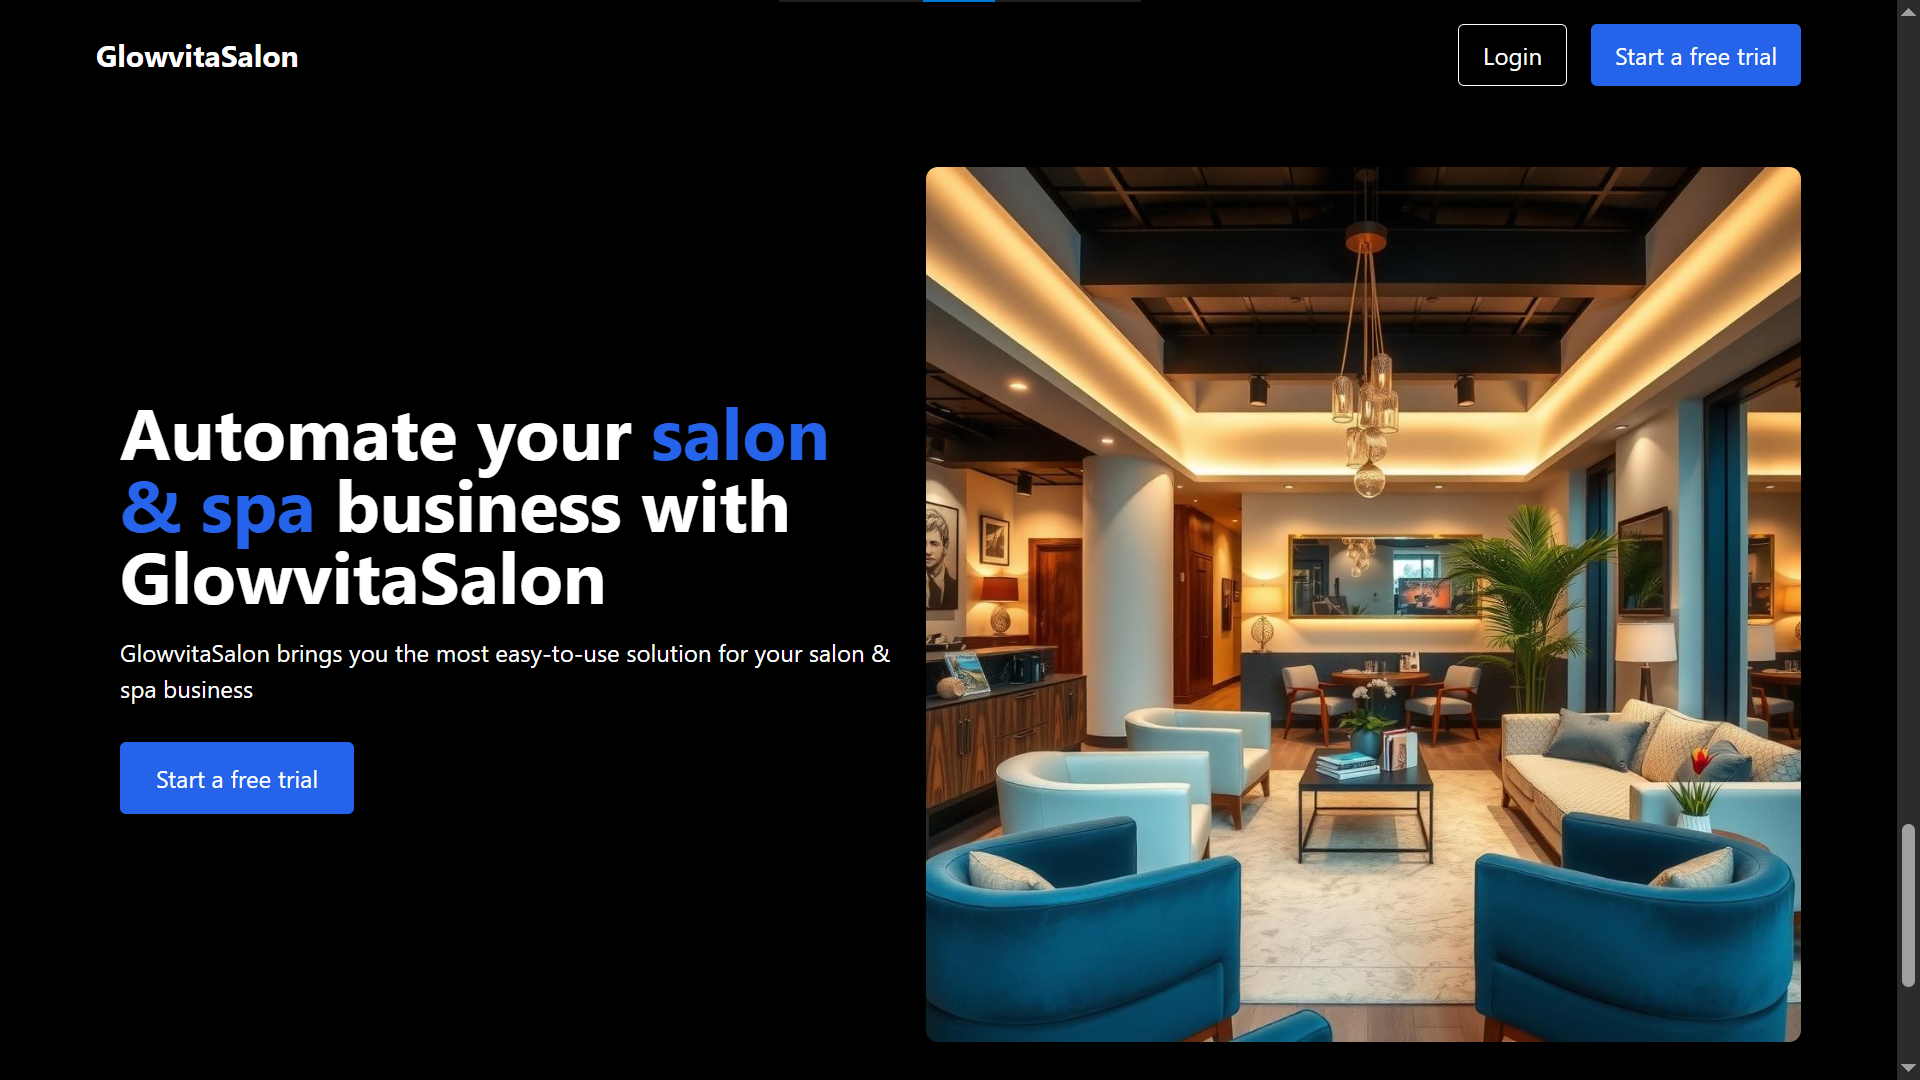 GlowvitaSalon
Login
Start a free trial
Automate your salon
& spa business with
GlowvitaSalon
GlowvitaSalon brings you the most easy-to-use solution for your salon &
spa business
Start a free trial